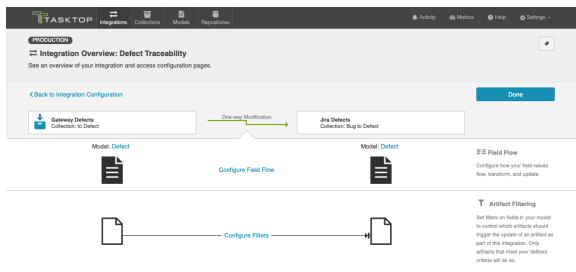 TASKTOP
Integrations
Collections
Models
Repositories
Activity
Metrics
Help
Settings
PRODUCTION
Integration Overview: Defect Traceability
See an overview of your integration and access configuration pages.
Back to Integration Configuration
Done
Gateway Defects
Collection: to Defect
One-way Modification
Jira Defects
Collection: Bug to Defect
Model: Defect
Model: Defect
Configure Field Flow
Field Flow
Configure how your field values
flow, transform, and update.
Configure Filters
Artifact Filtering
Set filters on fields in your model
to control which artifacts should
trigger the update of an artifact as
part of this integration. Only
artifacts that meet your defined
criteria will do so.